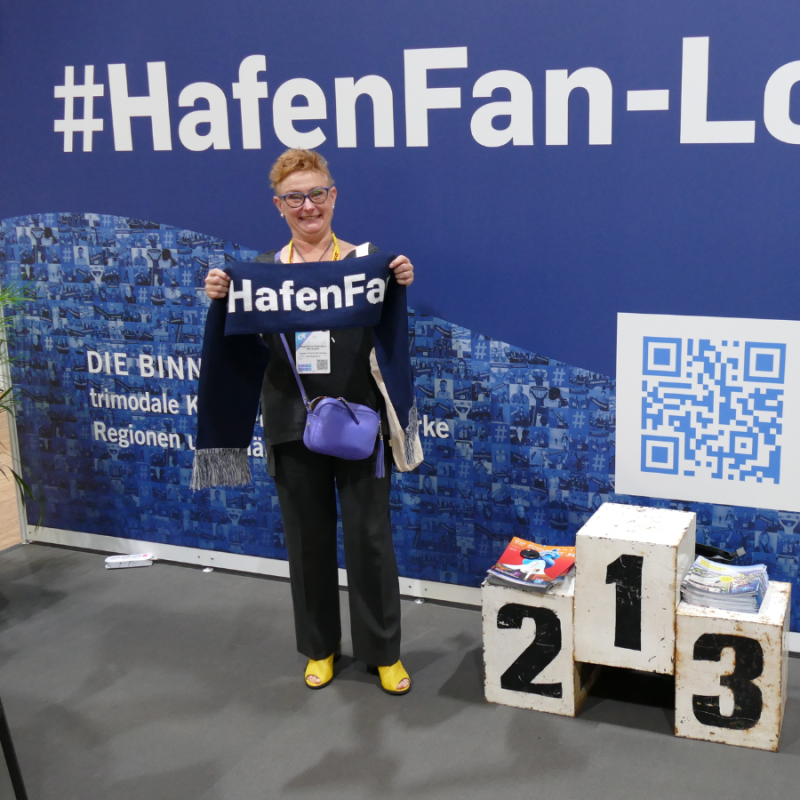 #HafenFan-Lo
HafenFa
DIE BINN
trimodale K
rke
Regionen u
2
1
3